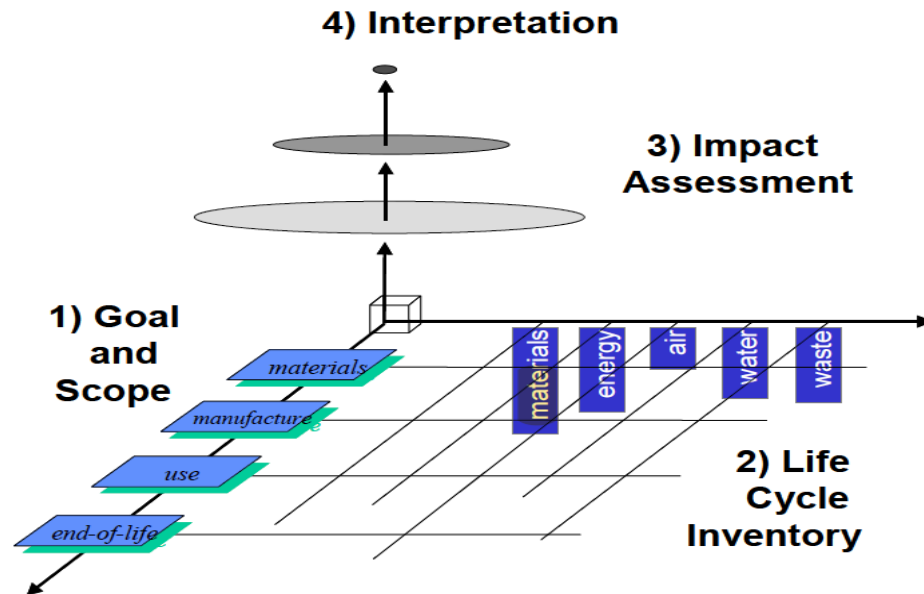 4) Interpretation
3) Impact
Assessment
1) Goal
and
Scope
materials
manufacture
use
end-of-life
materials
energy
air
water
waste
2) Life
Cycle
Inventory